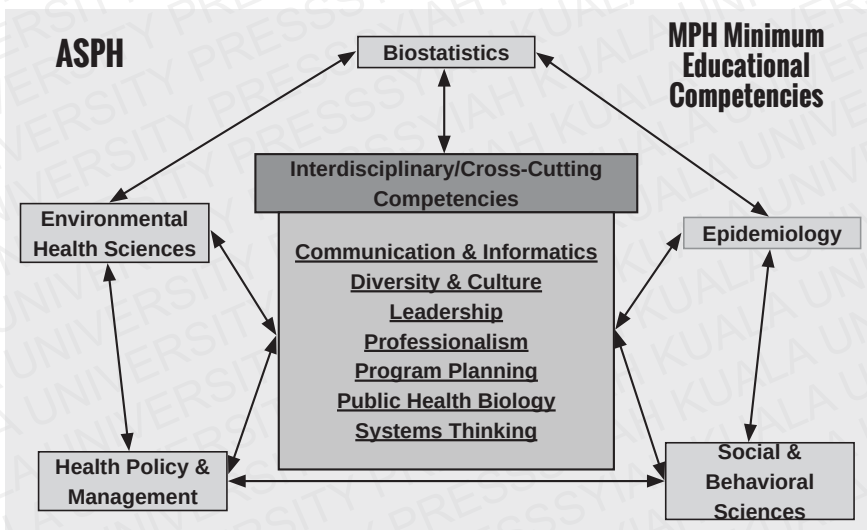 ASPH
Biostatistics
MPH Minimum
Educational
Competencies
Interdisciplinary/Cross-Cutting
Competencies
Environmental
Health Sciences
Epidemiology
Communication & Informatics
Diversity & Culture
Leadership
Professionalism
Program Planning
Public Health Biology
Systems Thinking
Health Policy &
Management
Social &
Behavioral
Sciences